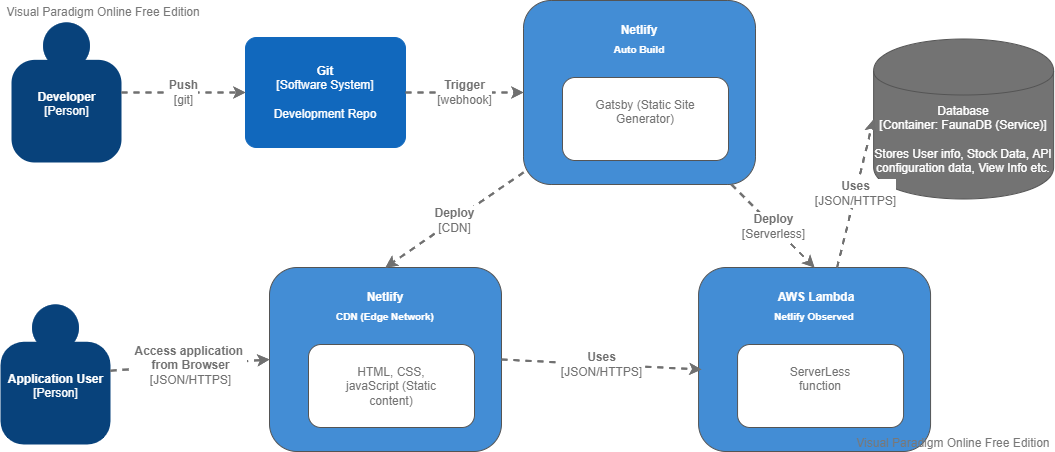 Visual Paradigm Online Free Edition
Developer
[Person]
Push
[git]
Git
[Software System]
Development Repo
Trigger
[webhook]
Netlify
Auto Build
Gatsby (Static Site
Generator)
Database
[Container: FaunaDB (Service)]
Stores User info, Stock Data, API
configuration data, View Info etc.
Deploy
[CDN]
Deploy
[Serverless]
Uses
[JSON/HTTPS]
Application User
[Person]
Access application
from Browser
[JSON/HTTPS]
Netlify
CDN (Edge Network)
HTML, CSS,
javaScript (Static
content)
Uses
[JSON/HTTPS]
AWS Lambda
Netlify Observed
ServerLess
function
Visual Paradigm Online Free Edition